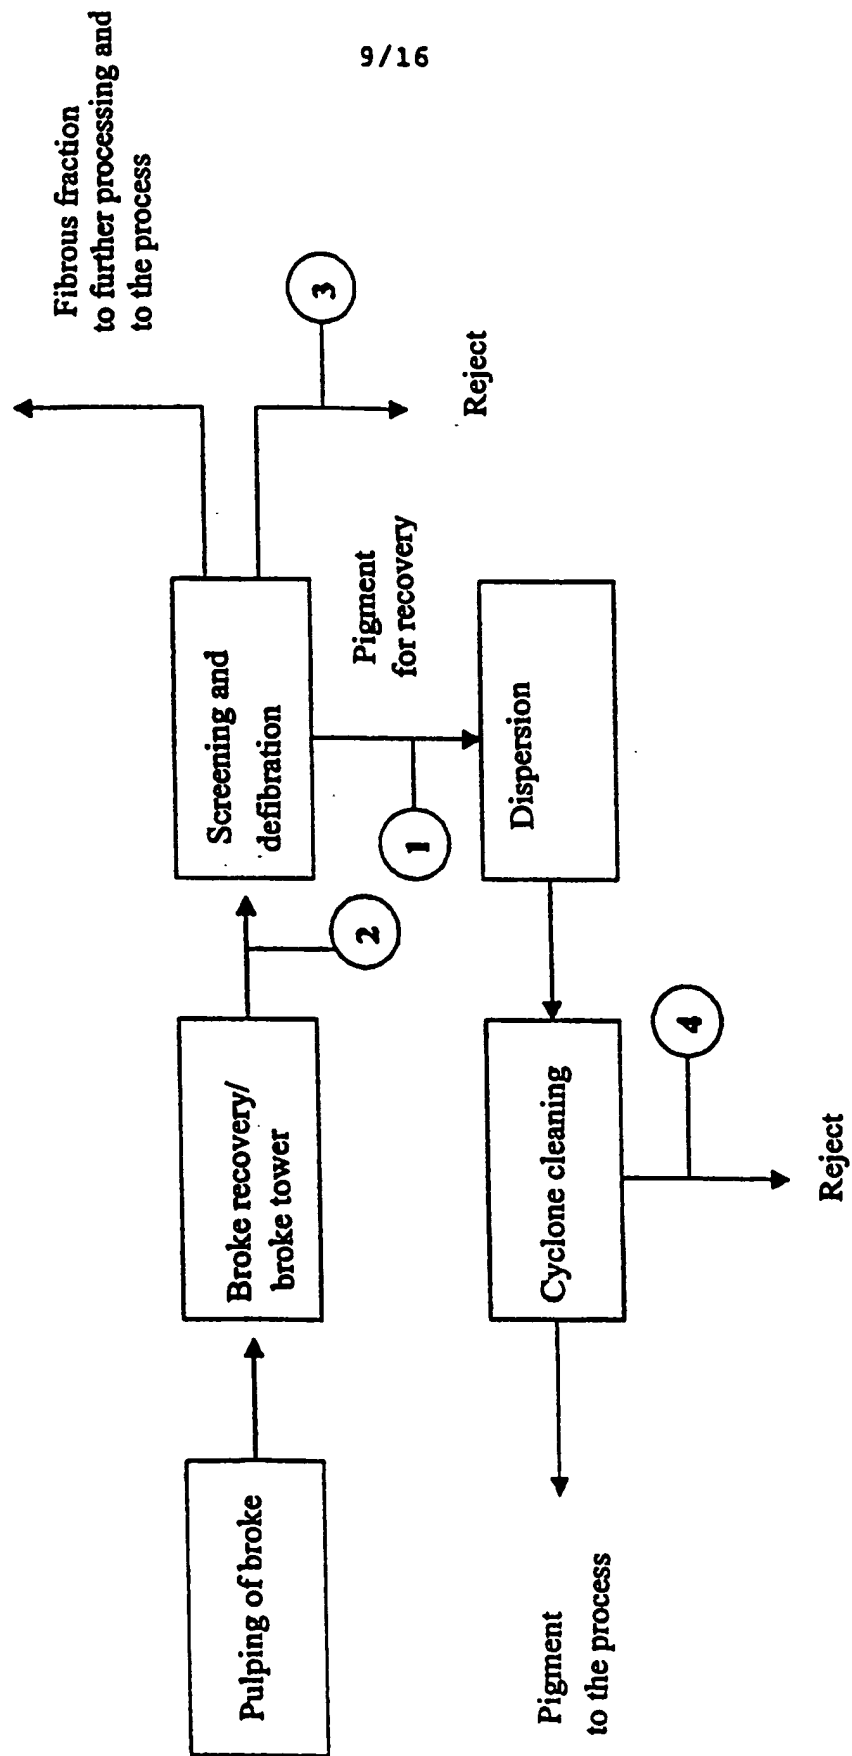 9/16
Fibrous fraction
to further processing and
to the process
Pulping of broke
Broke recovery/
broke tower
2
Screening and
defibration
3
Reject
Pigment
for recovery
1
Dispersion
Cyclone cleaning
4
Reject
Pigment
to the process